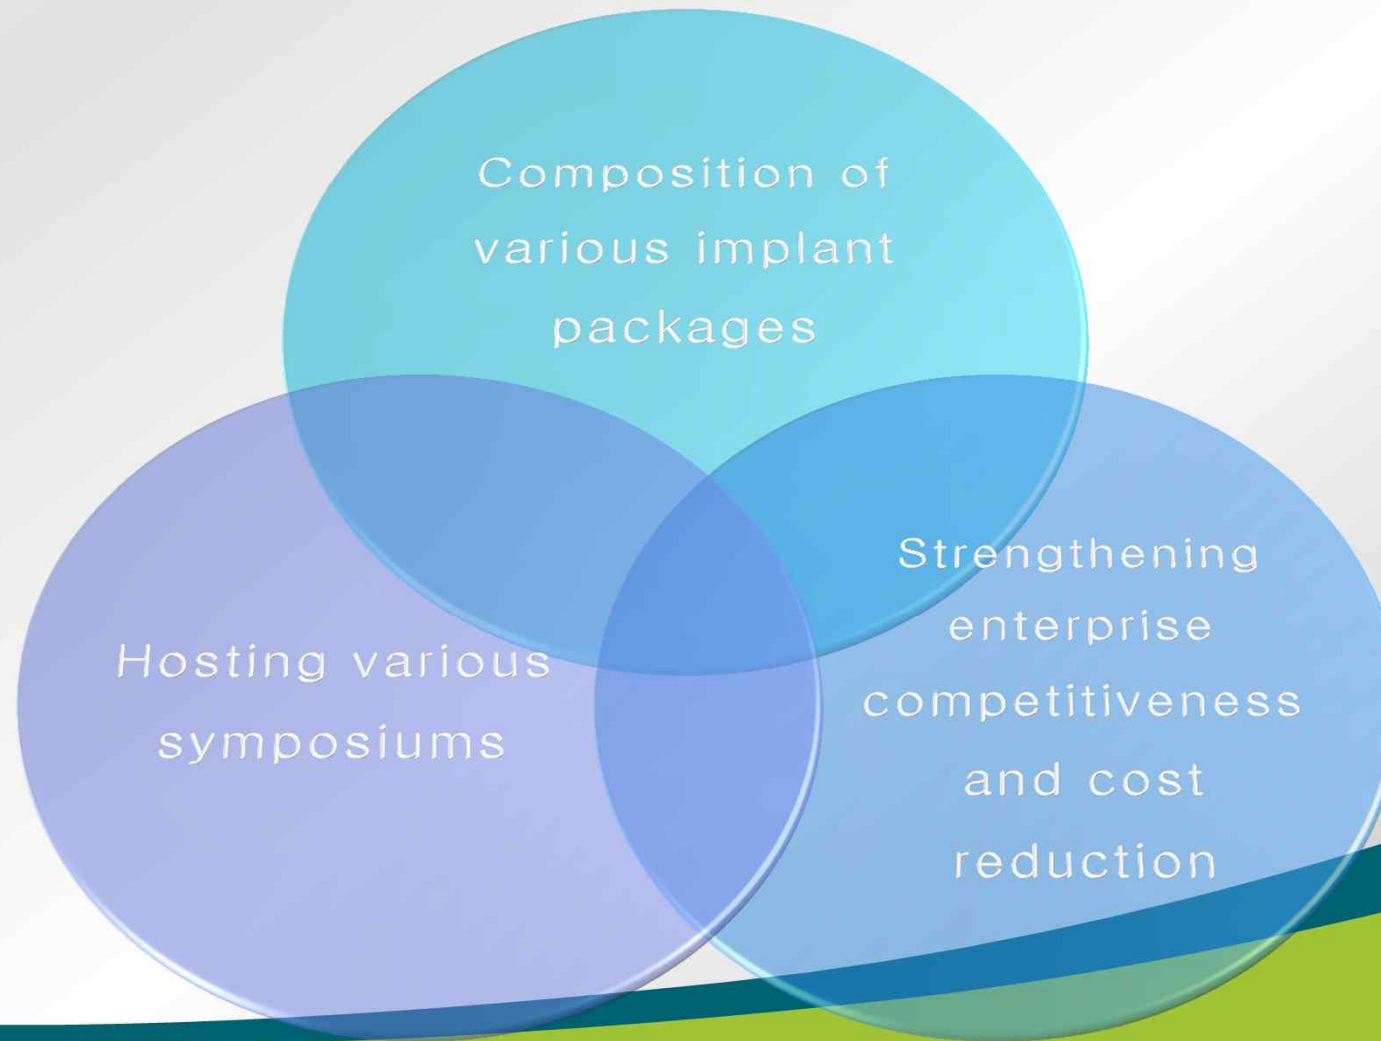 Composition of
various implant
packages
Hosting various
symposiums
Strengthening
enterprise
competitiveness
and cost
reduction